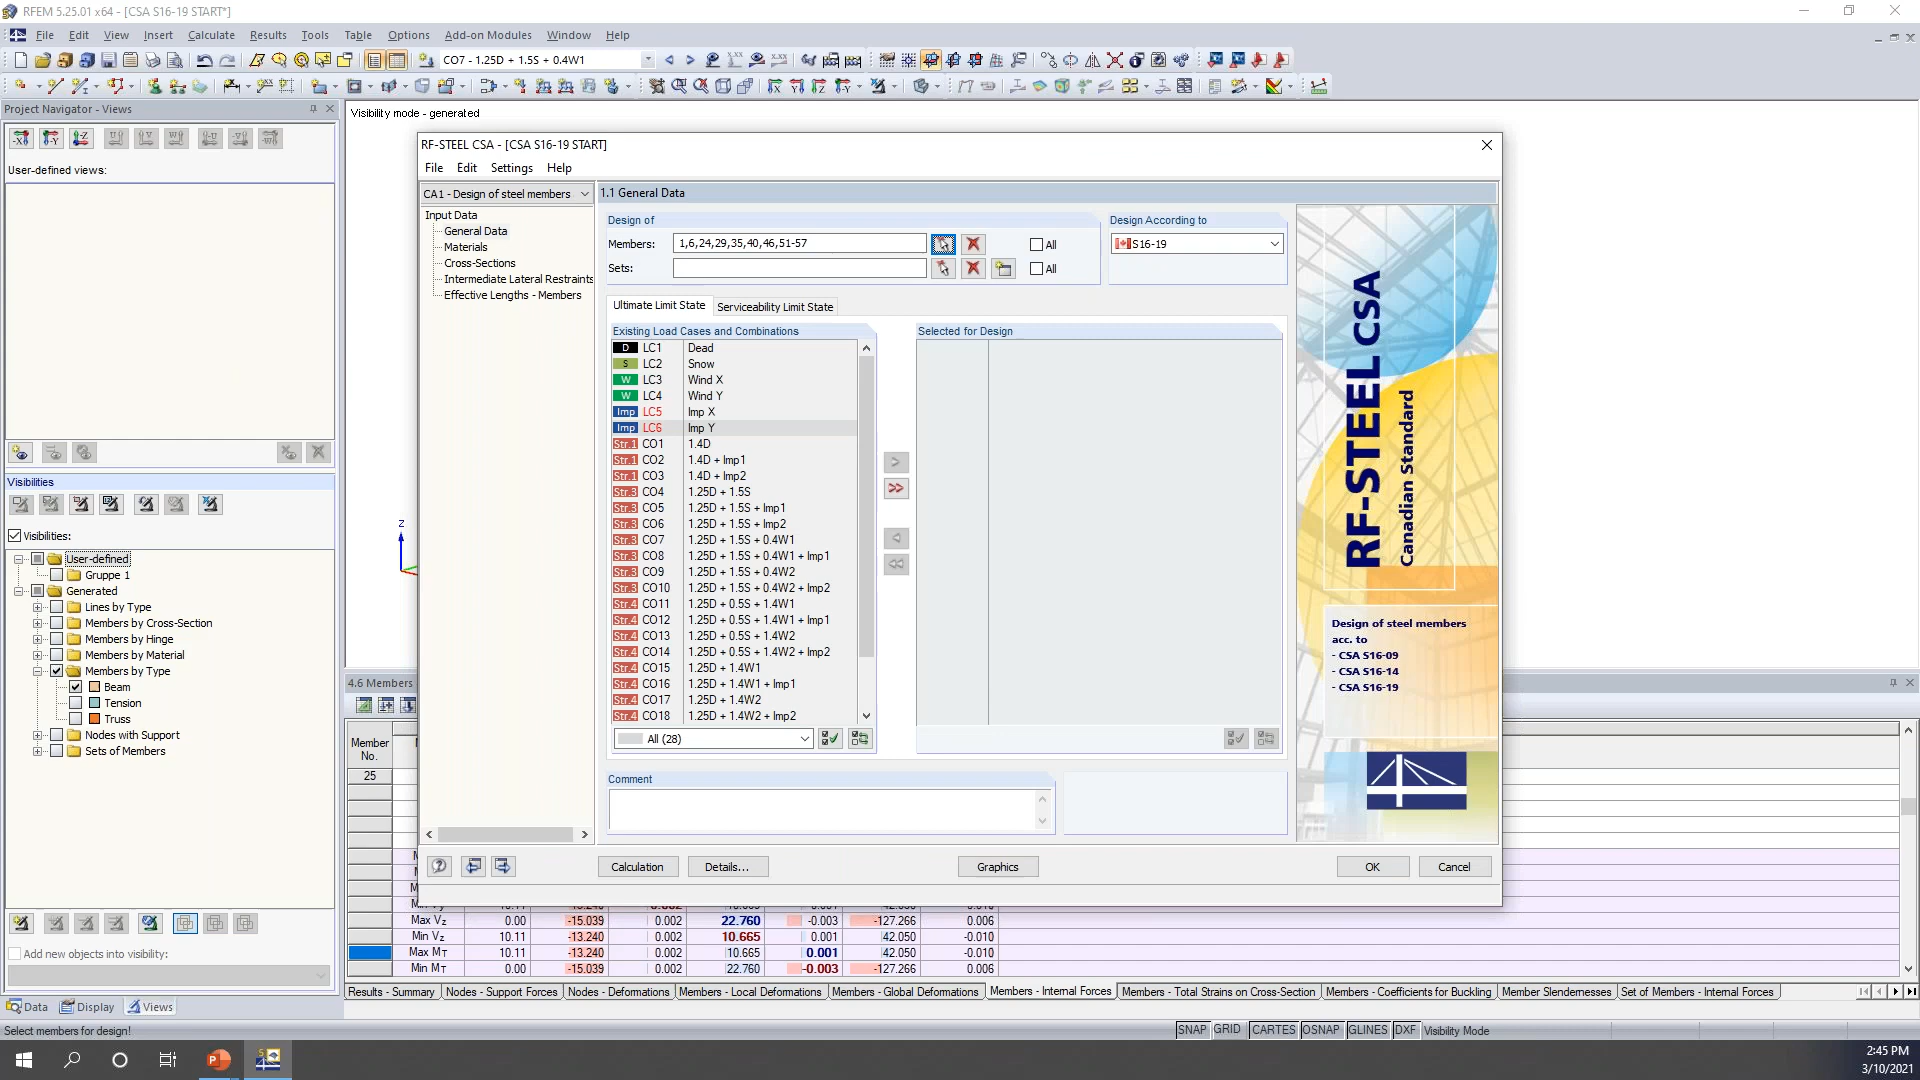 RFEM 5.25.01 x64 - [CSA S16-19 START*]
File Edit View Insert Calculate Results Tools Table Options Add-on Modules Window Help
CO7 - 1.25D + 1.5S + 0.4W1
Project Navigator - Views
User-defined views:
Visibilities
Visibilities:
User-defined
Gruppe 1
Generated
Lines by Type
Members by Cross-Section
Members by Hinge
Members by Material
Members by Type
Beam
Tension
Truss
Nodes with Support
Sets of Members
Add new objects into visibility:
Data Display Views
Select members for design!
Visibility mode - generated
Z
RF-STEEL CSA - [CSA S16-19 START]
File Edit Settings Help
CA1 - Design of steel members
Input Data
General Data
Materials
Cross-Sections
Intermediate Lateral Restraints
Effective Lengths - Members
1.1 General Data
Design of
Members: 1,6,24,29,35,40,46,51-57 All
Sets: All
Design According to
S16-19
Ultimate Limit State Serviceability Limit State
Existing Load Cases and Combinations
D LC1 Dead
S LC2 Snow
W LC3 Wind X
W LC4 Wind Y
Imp LC5 Imp X
Imp LC6 Imp Y
Str.1 CO1 1.4D
Str.1 CO2 1.4D + Imp1
Str.1 CO3 1.4D + Imp2
Str.3 CO4 1.25D + 1.5S
Str.3 CO5 1.25D + 1.5S + Imp1
Str.3 CO6 1.25D + 1.5S + Imp2
Str.3 CO7 1.25D + 1.5S + 0.4W1
Str.3 CO8 1.25D + 1.5S + 0.4W1 + Imp1
Str.3 CO9 1.25D + 1.5S + 0.4W2
Str.3 CO10 1.25D + 1.5S + 0.4W2 + Imp2
Str.4 CO11 1.25D + 0.5S + 1.4W1
Str.4 CO12 1.25D + 0.5S + 1.4W1 + Imp1
Str.4 CO13 1.25D + 0.5S + 1.4W2
Str.4 CO14 1.25D + 0.5S + 1.4W2 + Imp2
Str.4 CO15 1.25D + 1.4W1
Str.4 CO16 1.25D + 1.4W1 + Imp1
Str.4 CO17 1.25D + 1.4W2
Str.4 CO18 1.25D + 1.4W2 + Imp2
All (28)
Selected for Design
Comment
Calculation Details... Graphics OK Cancel
RF-STEEL CSA
Canadian Standard
Design of steel members
acc. to
- CSA S16-09
- CSA S16-14
- CSA S16-19
4.6 Members
Member
No.
25
Max Vz 0.00 -15.039 0.002 22.760 -0.003 -127.266 0.006
Min Vz 10.11 -13.240 0.002 10.665 0.001 42.050 -0.010
Max MT 10.11 -13.240 0.002 10.665 0.001 42.050 -0.010
Min MT 0.00 -15.039 0.002 22.760 -0.003 -127.266 0.006
Results - Summary Nodes - Support Forces Nodes - Deformations Members - Local Deformations Members - Global Deformations Members - Internal Forces Members - Total Strains on Cross-Section Members - Coefficients for Buckling Member Slendernesses Set of Members - Internal Forces
SNAP GRID CARTES OSNAP GLINES DXF Visibility Mode
2:45 PM
3/10/2021